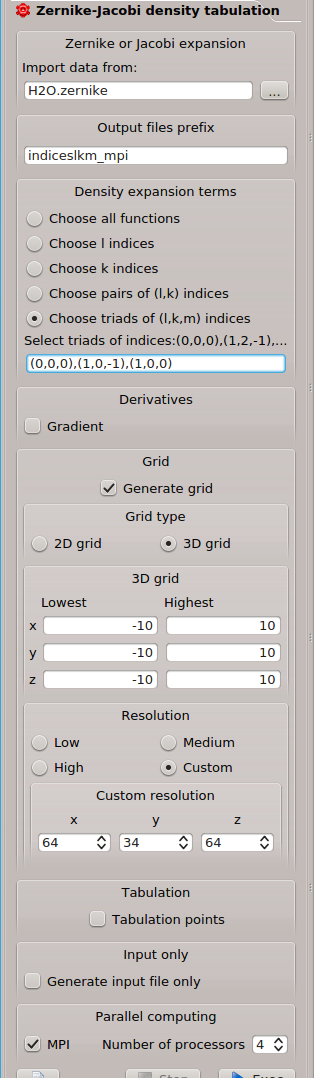 Zernike-Jacobi density tabulation
Zernike or Jacobi expansion
Import data from:
H2O.zernike
...
Output files prefix
indiceslkm_mpi
Density expansion terms
Choose all functions
Choose l indices
Choose k indices
Choose pairs of (l,k) indices
Choose triads of (l,k,m) indices
Select triads of indices:(0,0,0),(1,2,-1),...
(0,0,0),(1,0,-1),(1,0,0)
Derivatives
Gradient
Grid
Generate grid
Grid type
2D grid 3D grid
3D grid
Lowest Highest
x -10 10
y -10 10
z -10 10
Resolution
Low Medium
High Custom
Custom resolution
x y z
64 34 64
Tabulation
Tabulation points
Input only
Generate input file only
Parallel computing
MPI Number of processors 4